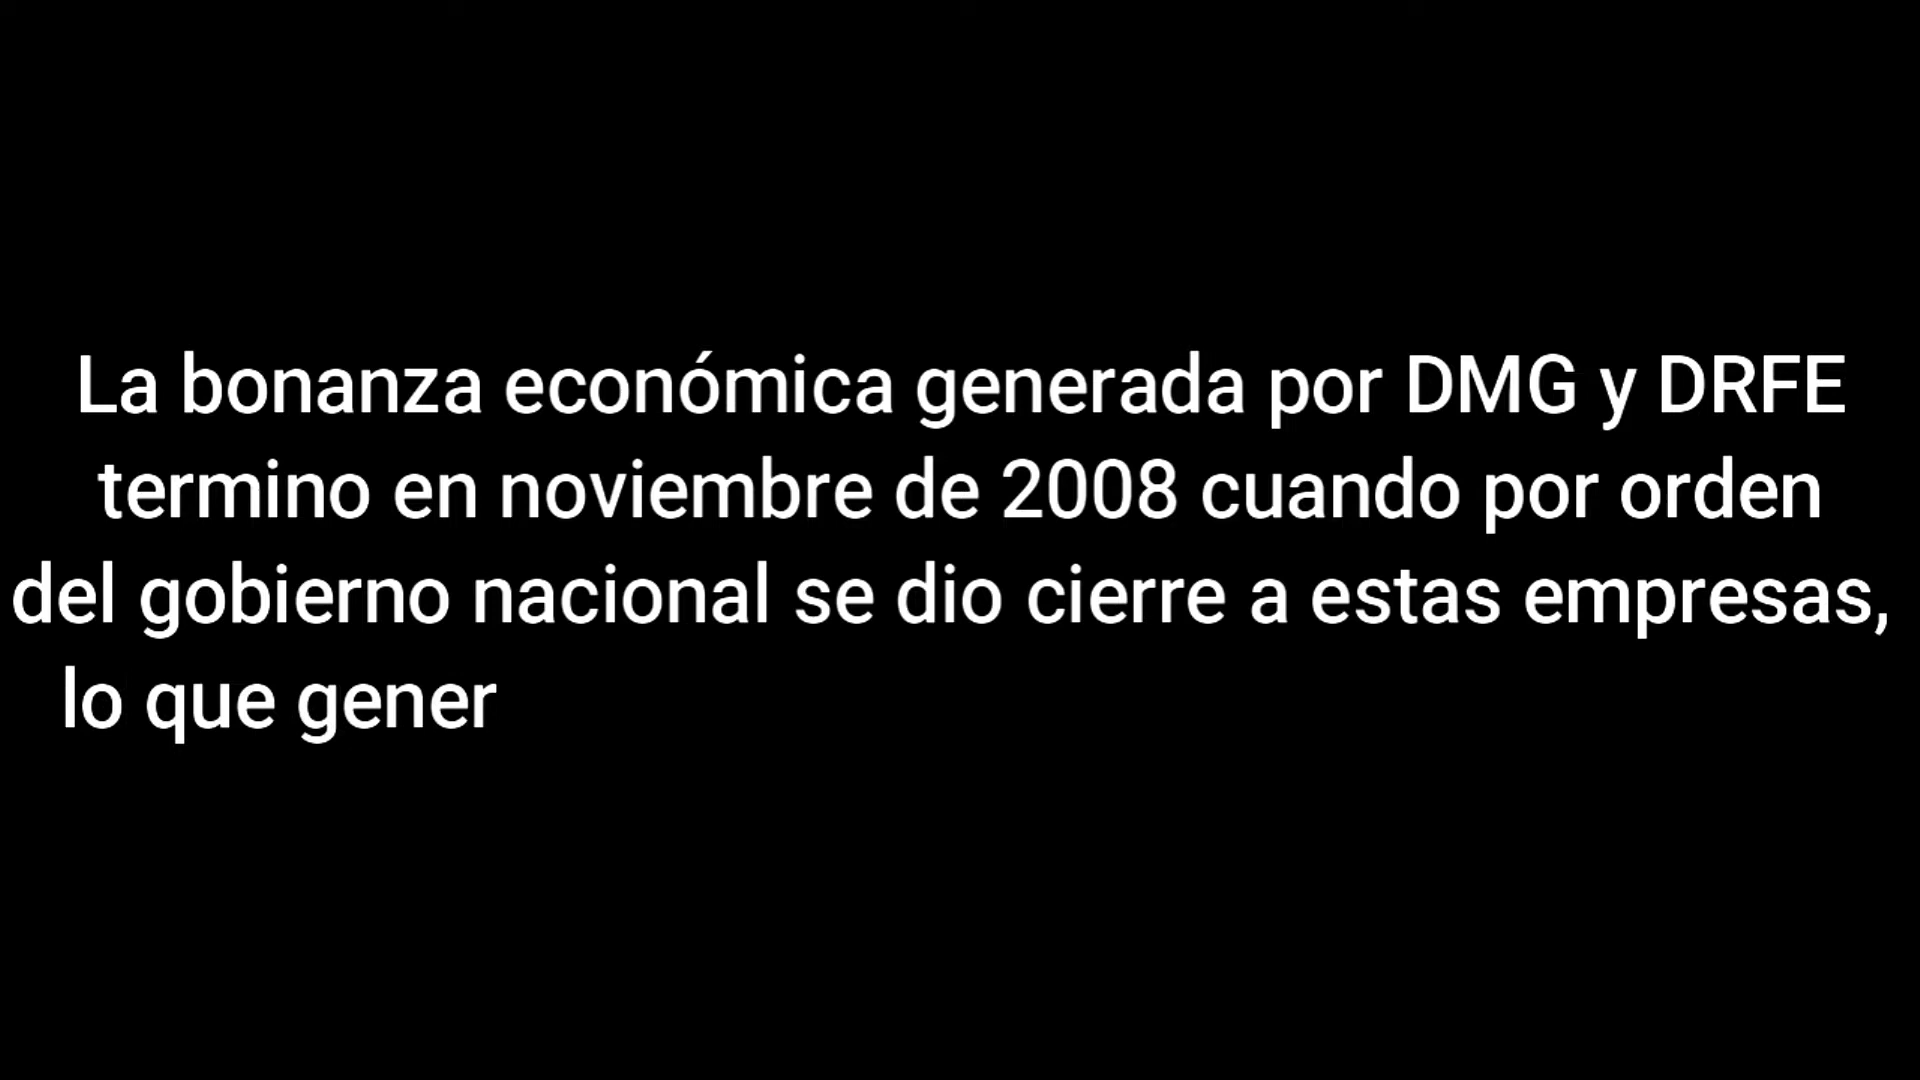 La bonanza económica generada por DMG y DRFE
termino en noviembre de 2008 cuando por orden
del gobierno nacional se dio cierre a estas empresas,
lo que gener